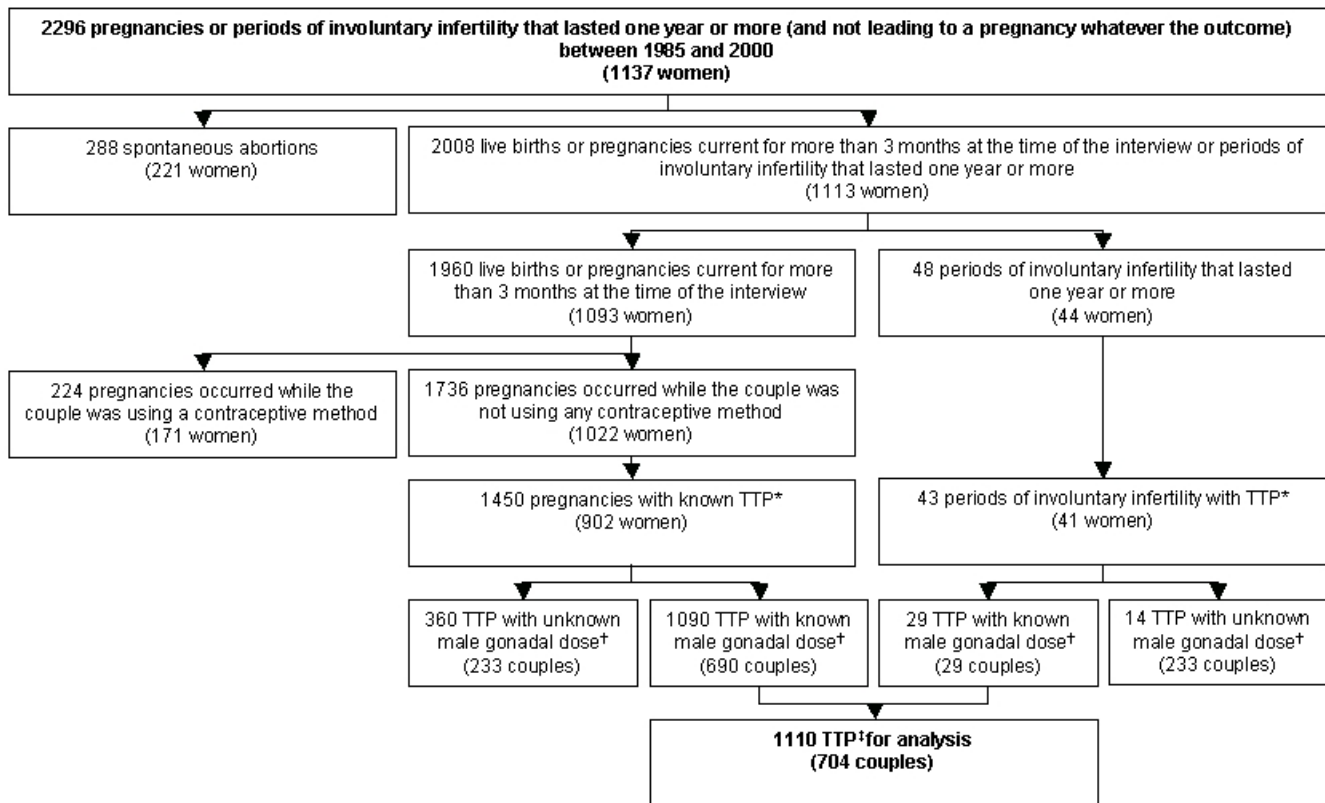 2296 pregnancies or periods of involuntary infertility that lasted one year or more (and not leading to a pregnancy whatever the outcome)
between 1985 and 2000
(1137 women)
288 spontaneous abortions
(221 women)
2008 live births or pregnancies current for more than 3 months at the time of the interview or periods of
involuntary infertility that lasted one year or more
(1113 women)
1960 live births or pregnancies current for more
than 3 months at the time of the interview
(1093 women)
48 periods of involuntary infertility that lasted
one year or more
(44 women)
224 pregnancies occurred while the
couple was using a contraceptive method
(171 women)
1736 pregnancies occurred while the couple was
not using any contraceptive method
(1022 women)
1450 pregnancies with known TTP*
(902 women)
43 periods of involuntary infertility with TTP*
(41 women)
360 TTP with unknown
male gonadal dose†
(233 couples)
1090 TTP with known
male gonadal dose†
(690 couples)
29 TTP with known
male gonadal dose†
(29 couples)
14 TTP with unknown
male gonadal dose†
(233 couples)
1110 TTP‡for analysis
(704 couples)